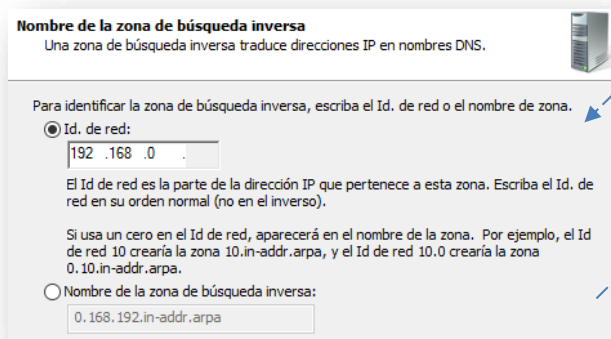 Nombre de la zona de búsqueda inversa
Una zona de búsqueda inversa traduce direcciones IP en nombres DNS.
Para identificar la zona de búsqueda inversa, escriba el Id. de red o el nombre de zona.
Id. de red:
192 .168 .0 .
El Id de red es la parte de la dirección IP que pertenece a esta zona. Escriba el Id. de
red en su orden normal (no en el inverso).
Si usa un cero en el Id de red, aparecerá en el nombre de la zona. Por ejemplo, el Id
de red 10 crearía la zona 10.in-addr.arpa, y el Id de red 10.0 crearía la zona
0.10.in-addr.arpa.
Nombre de la zona de búsqueda inversa:
0.168.192.in-addr.arpa